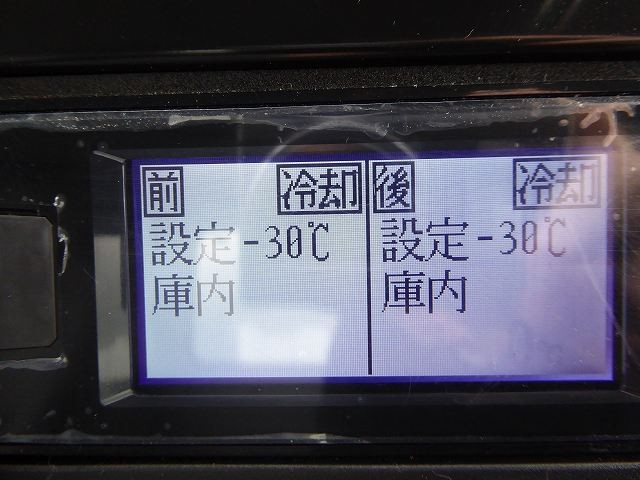 前 冷却
設定-30℃
庫内
後 冷却
設定-30℃
庫内